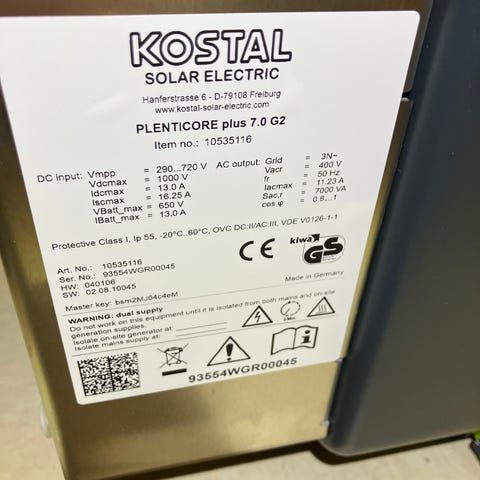 KOSTAL
SOLAR ELECTRIC
Hanferstrasse 6 - D-79108 Freiburg
www.kostal-solar-electric.com
PLENTICORE plus 7.0 G2
Item no.: 10535116
DC input: Vmpp = 290...720 V
Vdcmax = 1000 V
Idcmax = 13.0 A
Iscmax = 16.25 A
VBatt_max = 650 V
IBatt_max = 13.0 A
AC output: Grid 3N~
Vacr = 400 V
fr = 50 Hz
Iacmax = 11.23 A
Sac,r = 7000 VA
cos φ = 0.8...1
Protective Class I, Ip 55, -20°C..60°C, OVC DC:II/AC:III, VDE V0126-1-1
CE
kiwa
GS
Art. No.: 10535116
Ser. No.: 93554WGR00045
HW: 040106
SW: 02.08.10045
Made in Germany
Master key: bsm2MJ04c4eM
WARNING: dual supply
Do not work on this equipment until it is isolated from both mains and on-site
Isolate on-site generator at:
Isolate mains supply at:
93554WGR00045